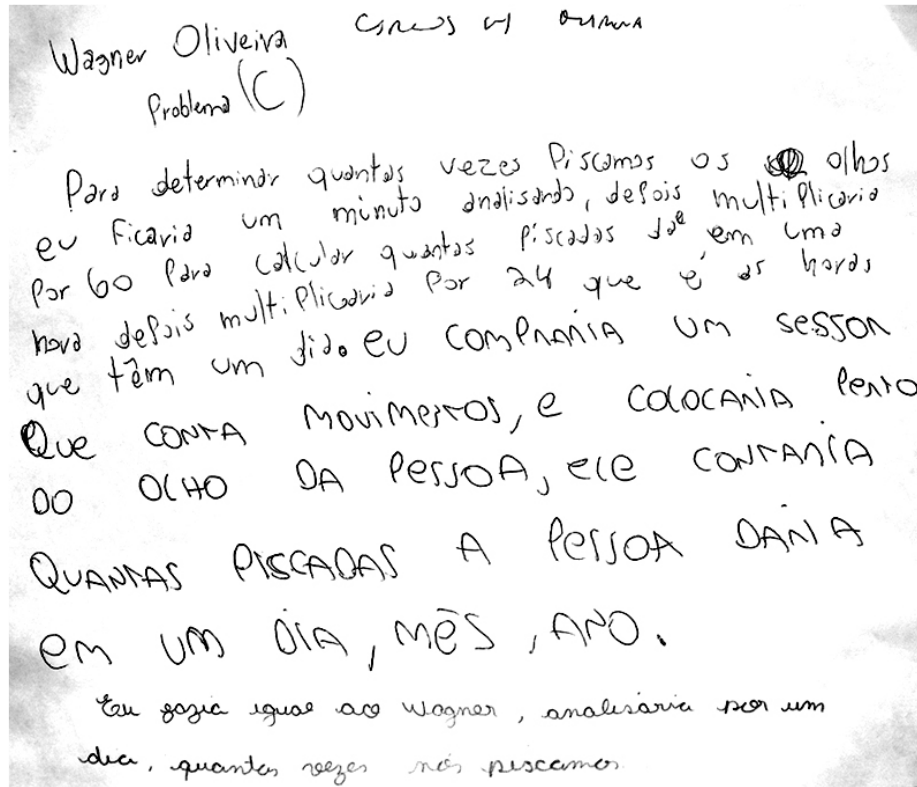 Wagner Oliveira
Problema (C)
Para determinar quantas vezes Piscamos os olhos
eu ficaria um minuto analisando, depois multiplicaria
Por 60 Para calcular quantas piscadas da em uma
hora depois multiplicaria Por 24 que é as horas
que têm um dia. eu COMPRARIA UM SESSOR
QUE CONTA MOVIMENTOS, e COLOCARIA PERTO
DO OLHO DA PESSOA, ELE CONTARIA
QUANTAS PISCADAS A PESSOA DARIA
EM UM DIA, MÊS, ANO.
Eu fazia igual ao Wagner, analisaria por um
dia, quantas vezes nós piscamos